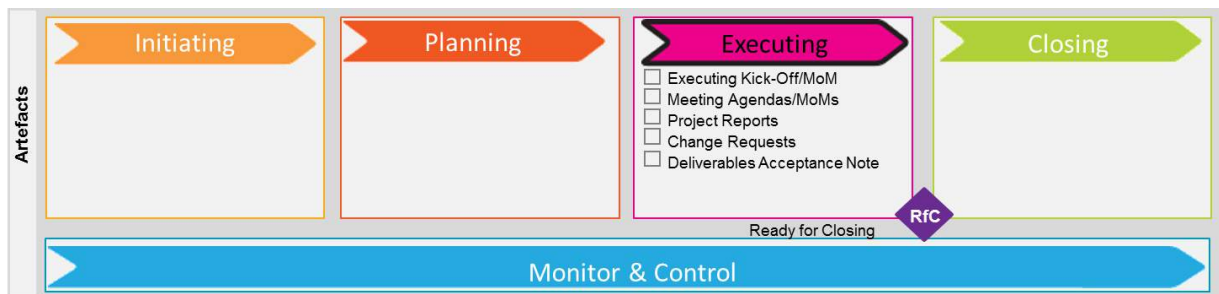 Artefacts
Initiating
Planning
Executing
Closing
Executing Kick-Off/MoM
Meeting Agendas/MoMs
Project Reports
Change Requests
Deliverables Acceptance Note
RfC
Ready for Closing
Monitor & Control